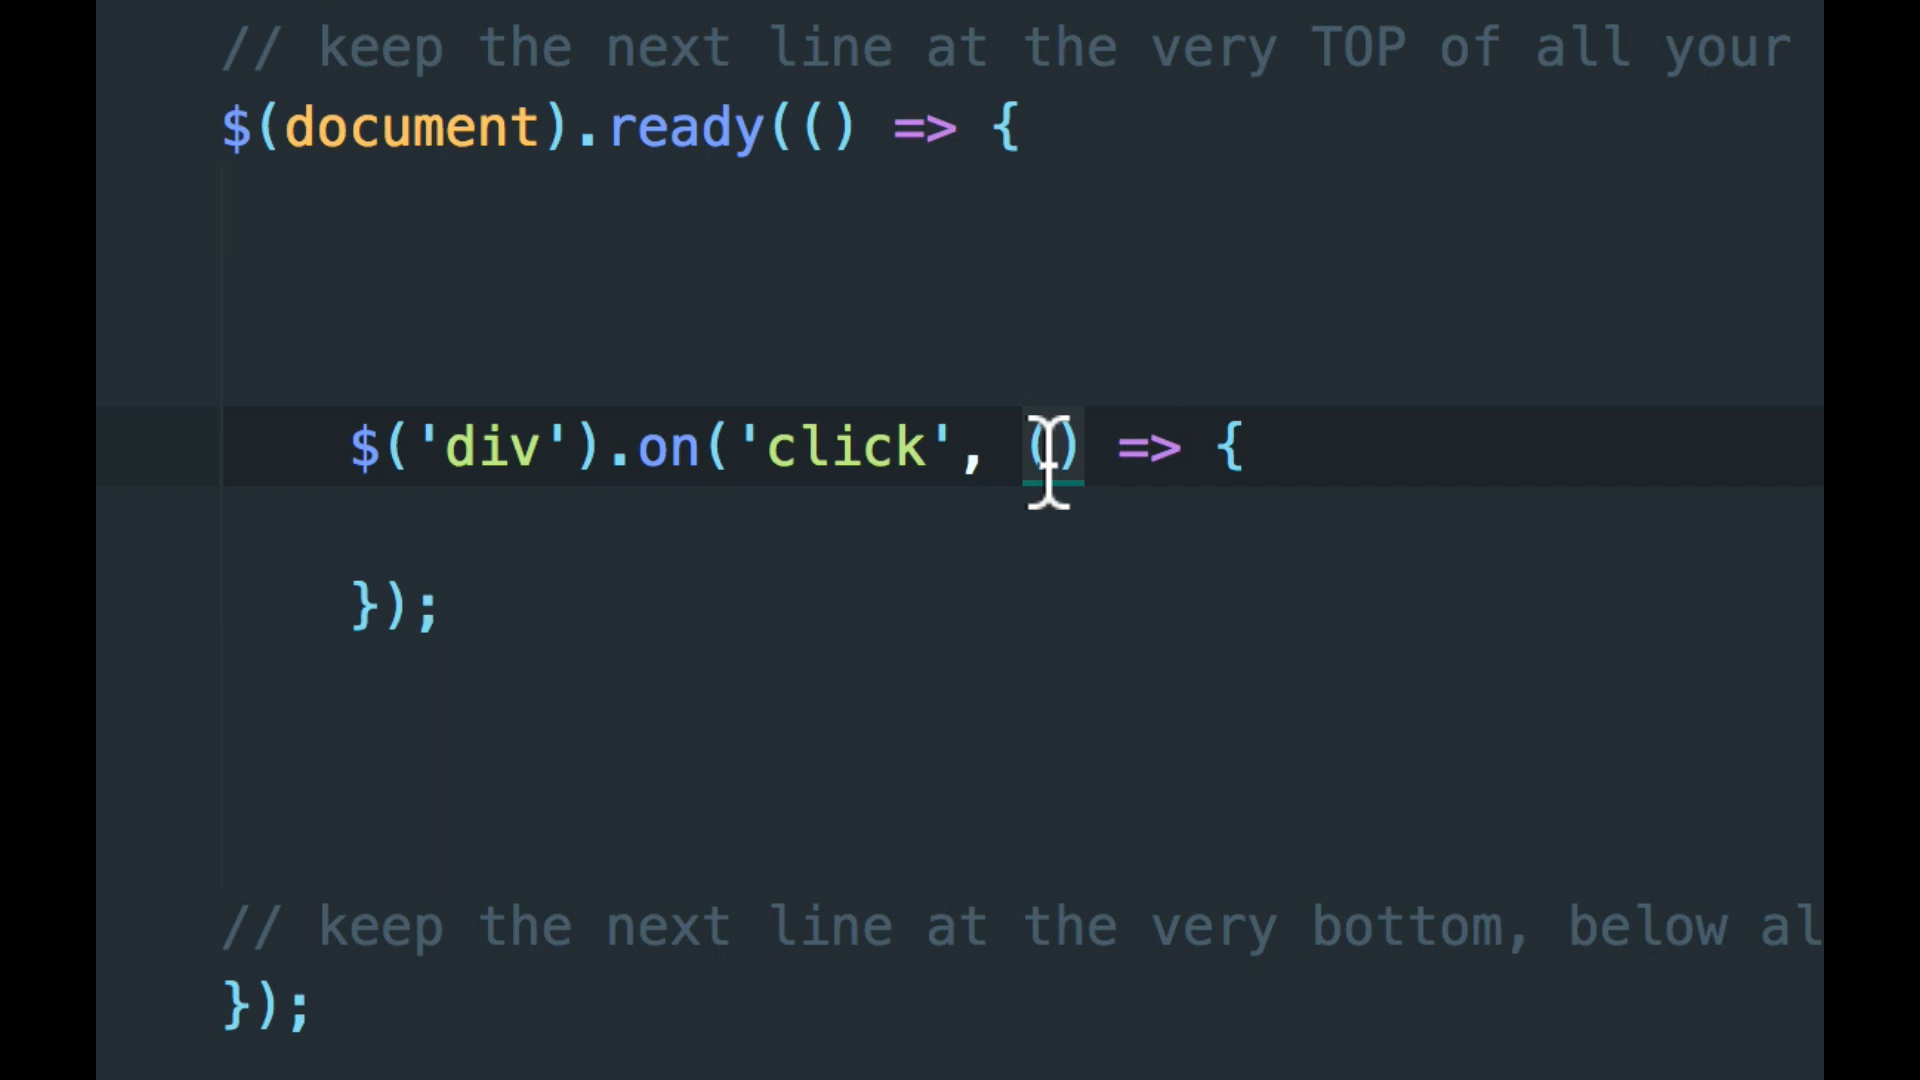 // keep the next line at the very TOP of all your
$(document).ready(() => {
$('div').on('click', () => {
});
// keep the next line at the very bottom, below al
});